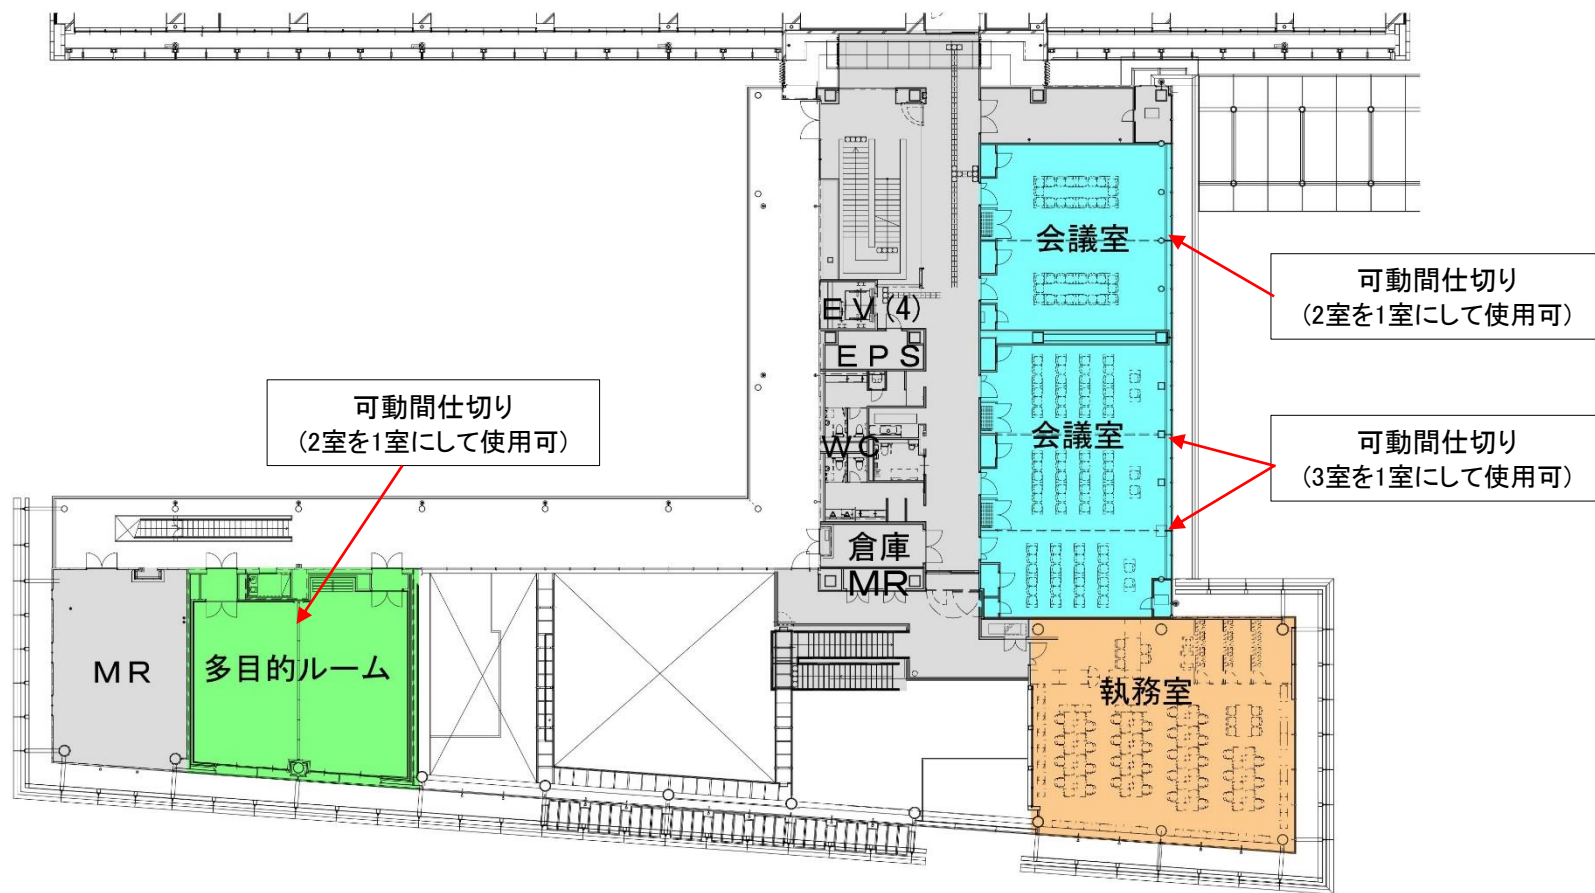 会議室
可動間仕切り
(2室を1室にして使用可)
EV(4)
EPS
可動間仕切り
(2室を1室にして使用可)
会議室
可動間仕切り
(3室を1室にして使用可)
WC
倉庫
MR
MR
多目的ルーム
執務室